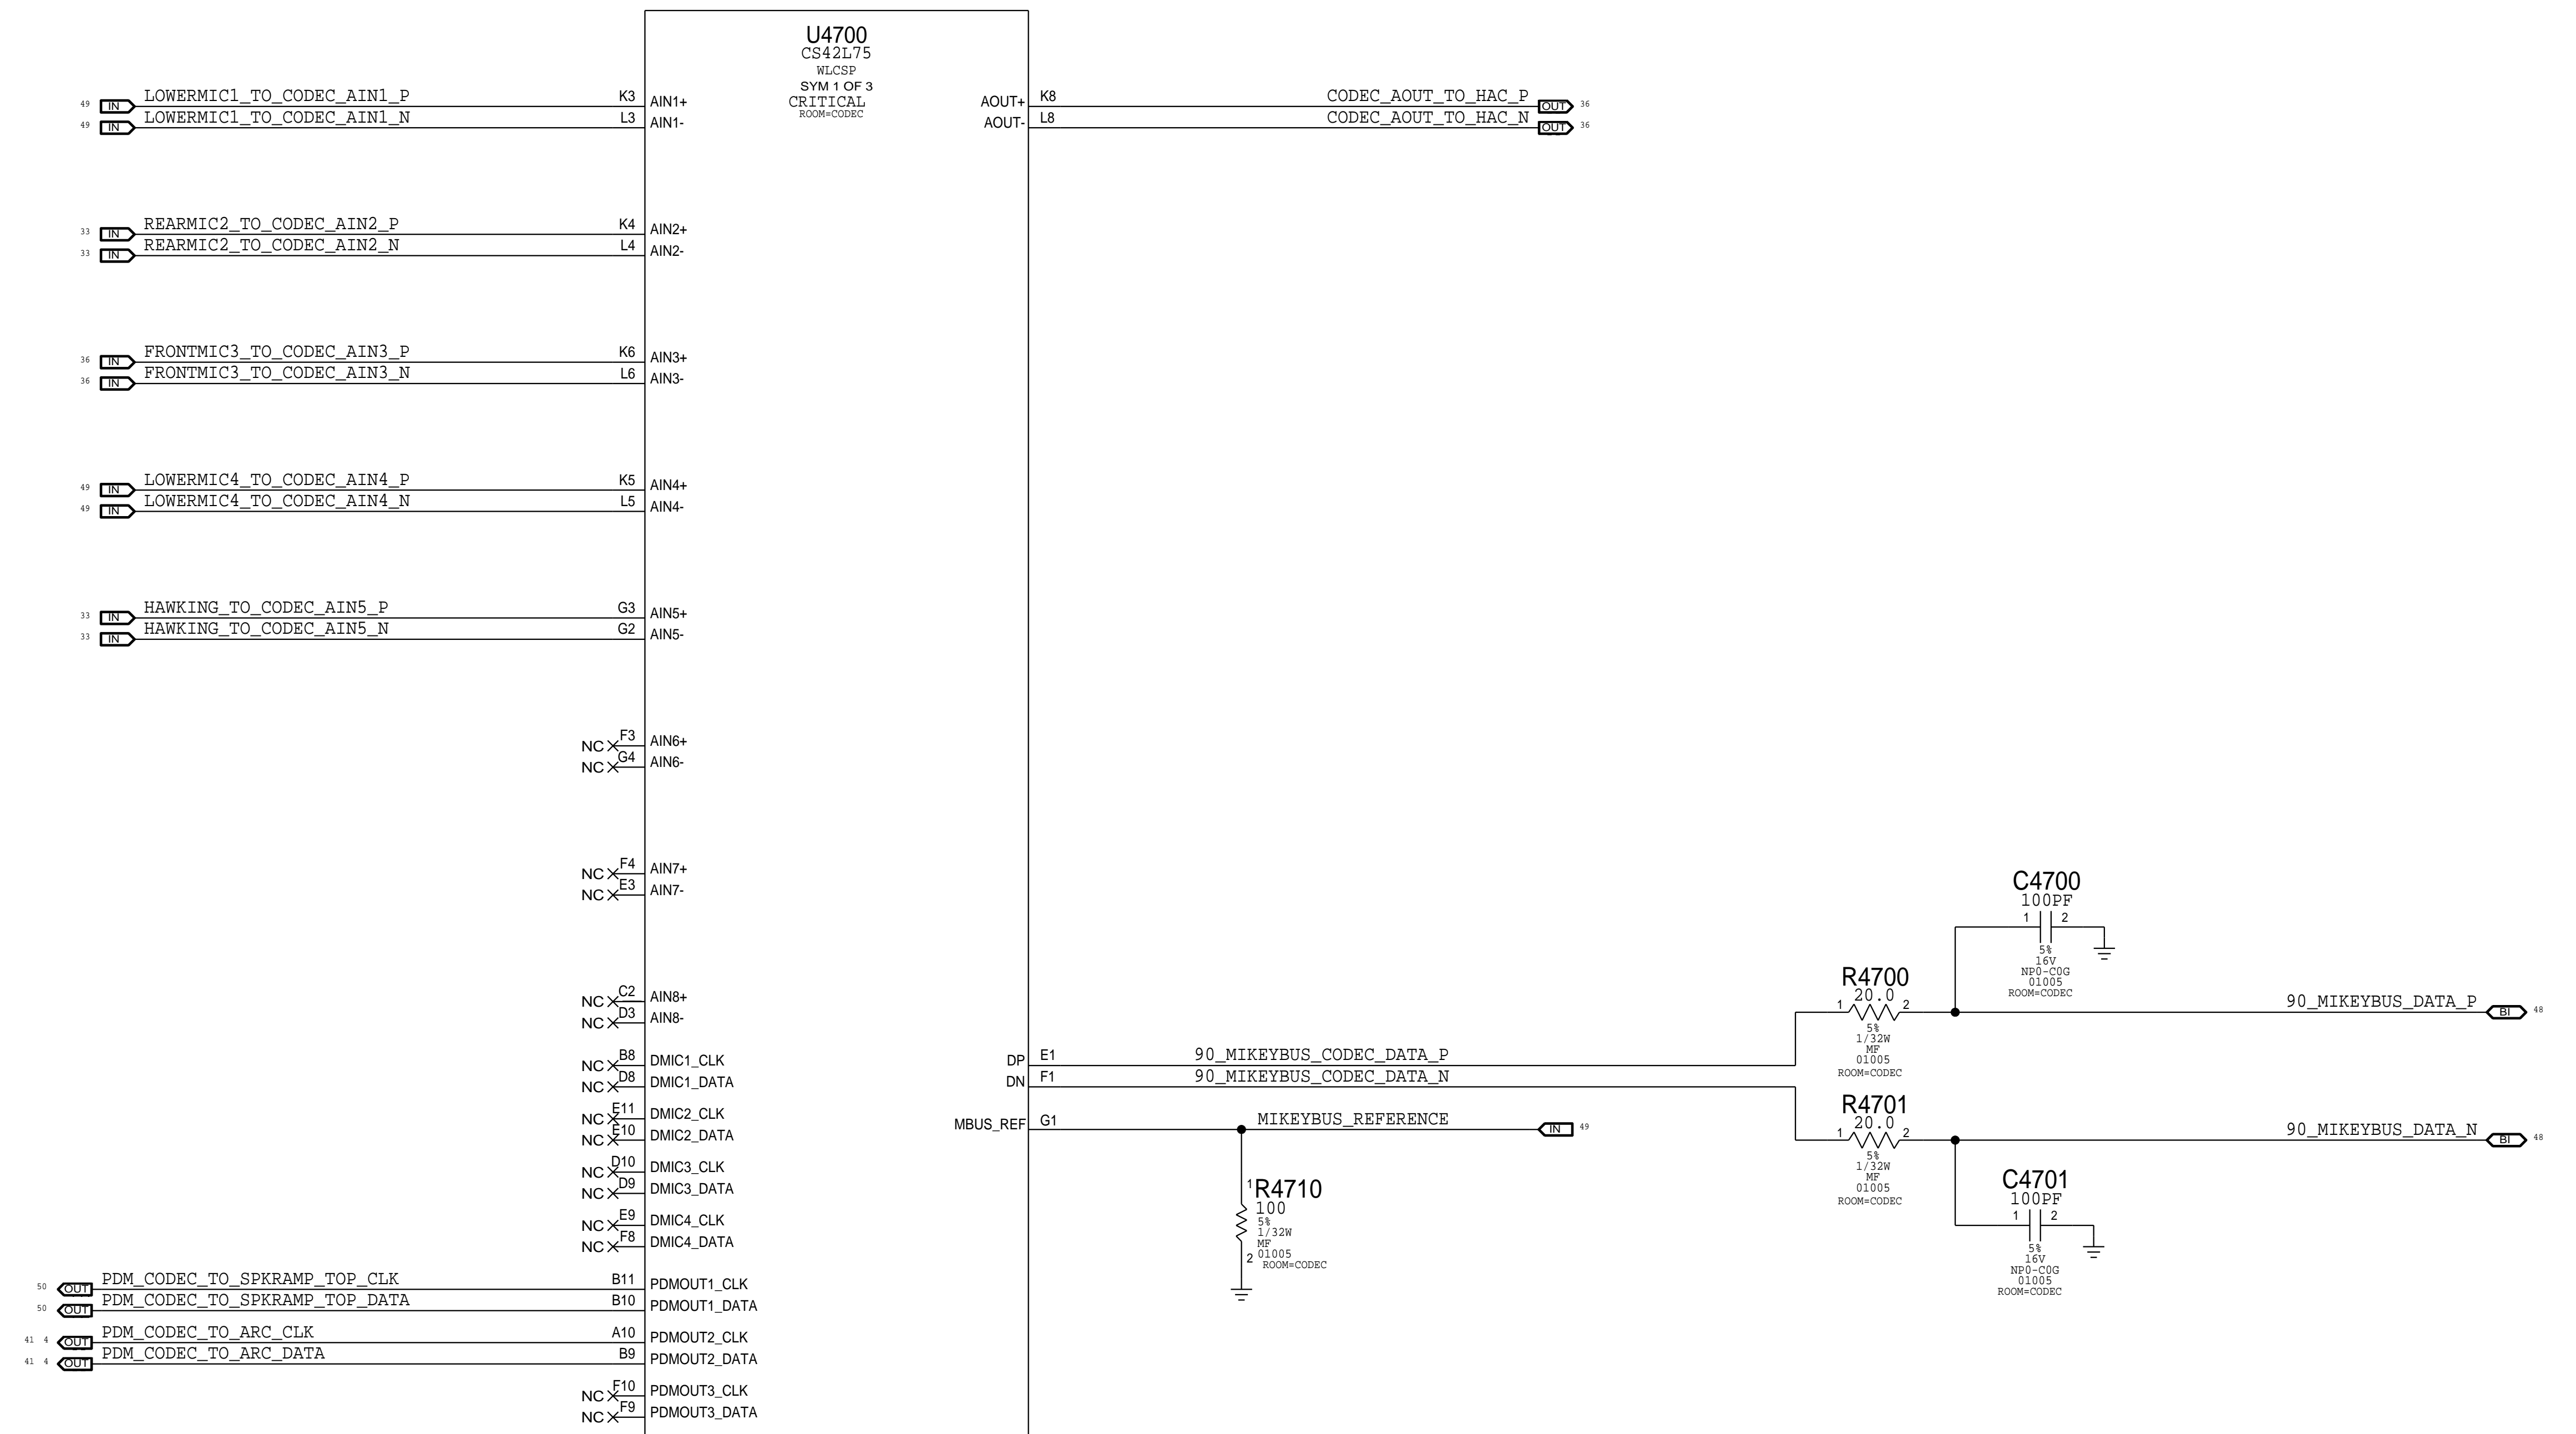 U4700
CS42L75
WLCSP
SYM 1 OF 3
CRITICAL
ROOM=CODEC
49 IN LOWERMIC1_TO_CODEC_AIN1_P K3 AIN1+
49 IN LOWERMIC1_TO_CODEC_AIN1_N L3 AIN1-
AOUT+ K8 CODEC_AOUT_TO_HAC_P OUT 36
AOUT- L8 CODEC_AOUT_TO_HAC_N OUT 36
33 IN REARMIC2_TO_CODEC_AIN2_P K4 AIN2+
33 IN REARMIC2_TO_CODEC_AIN2_N L4 AIN2-
36 IN FRONTMIC3_TO_CODEC_AIN3_P K6 AIN3+
36 IN FRONTMIC3_TO_CODEC_AIN3_N L6 AIN3-
49 IN LOWERMIC4_TO_CODEC_AIN4_P K5 AIN4+
49 IN LOWERMIC4_TO_CODEC_AIN4_N L5 AIN4-
33 IN HAWKING_TO_CODEC_AIN5_P G3 AIN5+
33 IN HAWKING_TO_CODEC_AIN5_N G2 AIN5-
NC F3 AIN6+
NC G4 AIN6-
NC F4 AIN7+
NC E3 AIN7-
NC C2 AIN8+
NC D3 AIN8-
NC B8 DMIC1_CLK
NC D8 DMIC1_DATA
NC E11 DMIC2_CLK
NC E10 DMIC2_DATA
NC D10 DMIC3_CLK
NC D9 DMIC3_DATA
NC E9 DMIC4_CLK
NC F8 DMIC4_DATA
50 OUT PDM_CODEC_TO_SPKRAMP_TOP_CLK B11 PDMOUT1_CLK
50 OUT PDM_CODEC_TO_SPKRAMP_TOP_DATA B10 PDMOUT1_DATA
41 4 OUT PDM_CODEC_TO_ARC_CLK A10 PDMOUT2_CLK
41 4 OUT PDM_CODEC_TO_ARC_DATA B9 PDMOUT2_DATA
NC F10 PDMOUT3_CLK
NC F9 PDMOUT3_DATA
DP E1 90_MIKEYBUS_CODEC_DATA_P
DN F1 90_MIKEYBUS_CODEC_DATA_N
MBUS_REF G1 MIKEYBUS_REFERENCE IN 49
1 R4710
100
5%
1/32W
MF
2 01005
ROOM=CODEC
C4700
100PF
1 2
5%
16V
NP0-C0G
01005
ROOM=CODEC
R4700
20.0
1 2
5%
1/32W
MF
01005
ROOM=CODEC
90_MIKEYBUS_DATA_P BI 48
R4701
20.0
1 2
5%
1/32W
MF
01005
ROOM=CODEC
90_MIKEYBUS_DATA_N BI 48
C4701
100PF
1 2
5%
16V
NP0-C0G
01005
ROOM=CODEC